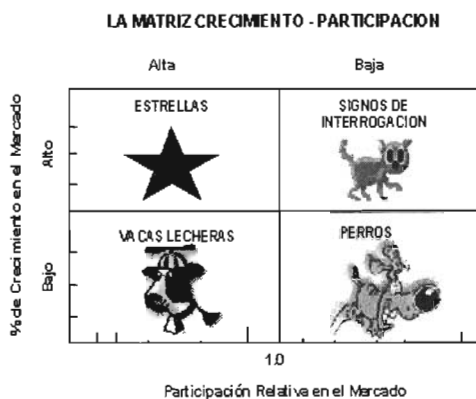 LA MATRIZ CRECIMIENTO - PARTICIPACION
Alta
Baja
ESTRELLAS
SIGNOS DE
INTERROGACION
Alto
VACAS LECHERAS
PERROS
Bajo
% de Crecimiento en el Mercado
1.0
Participación Relativa en el Mercado